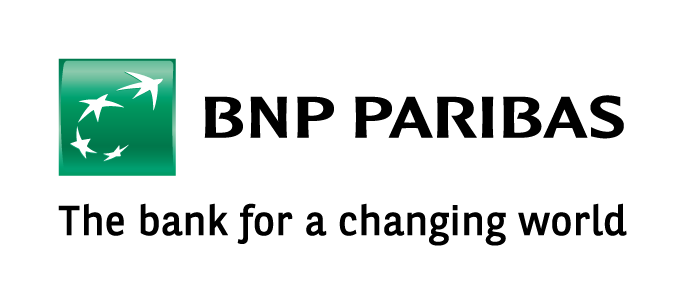 BNP PARIBAS
The bank for a changing world